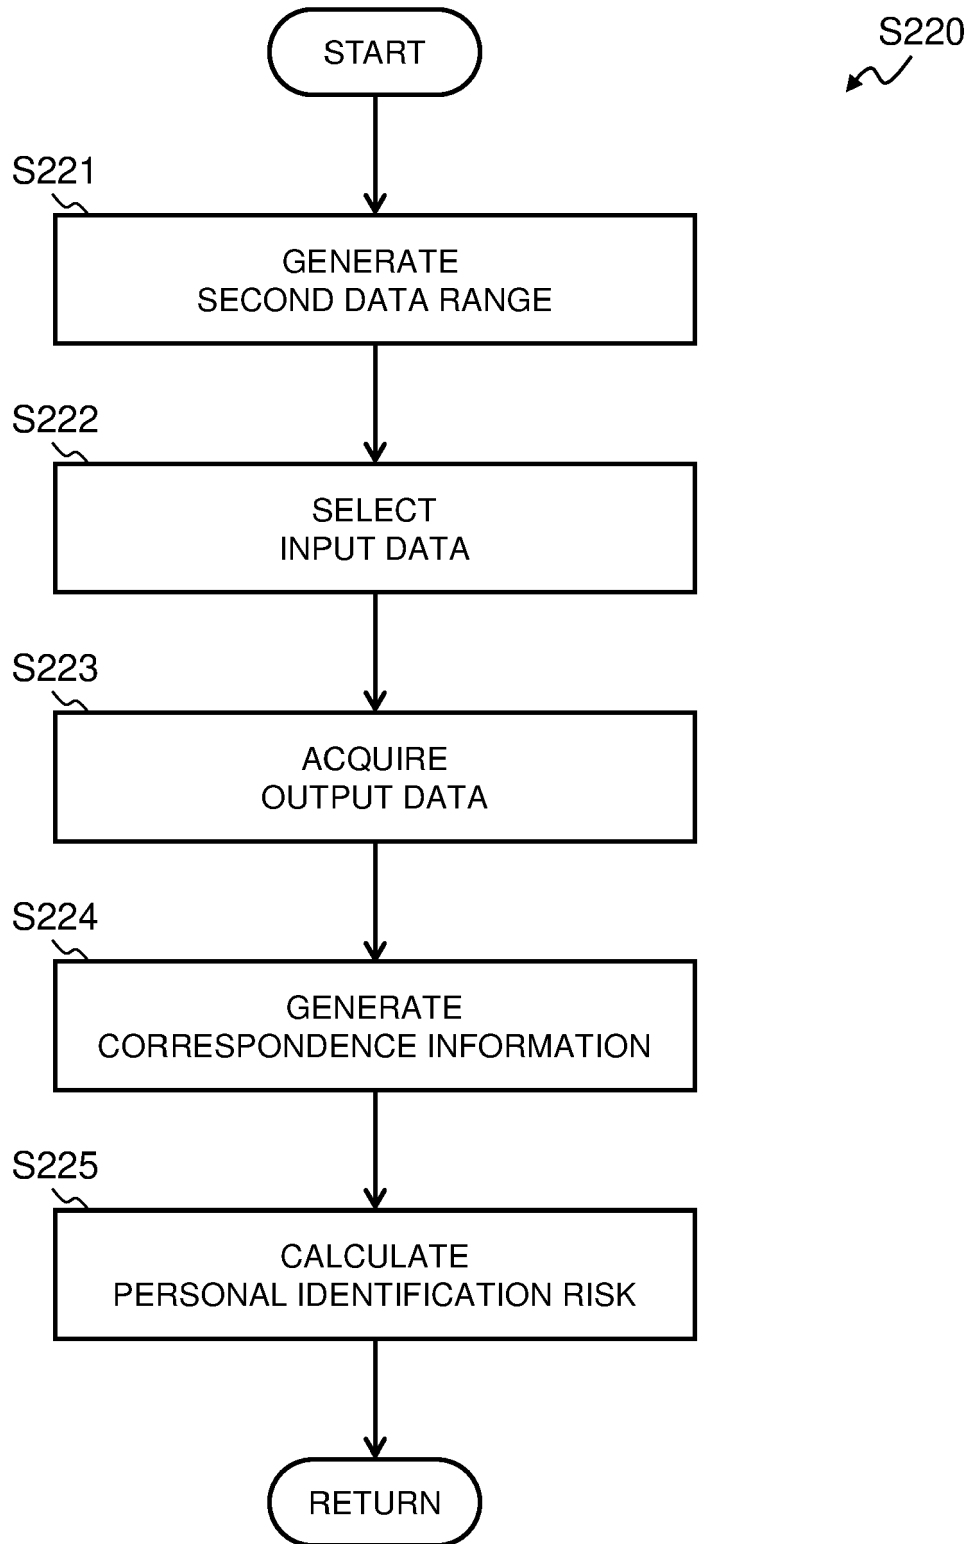 START
S220
S221
GENERATE
SECOND DATA RANGE
S222
SELECT
INPUT DATA
S223
ACQUIRE
OUTPUT DATA
S224
GENERATE
CORRESPONDENCE INFORMATION
S225
CALCULATE
PERSONAL IDENTIFICATION RISK
RETURN